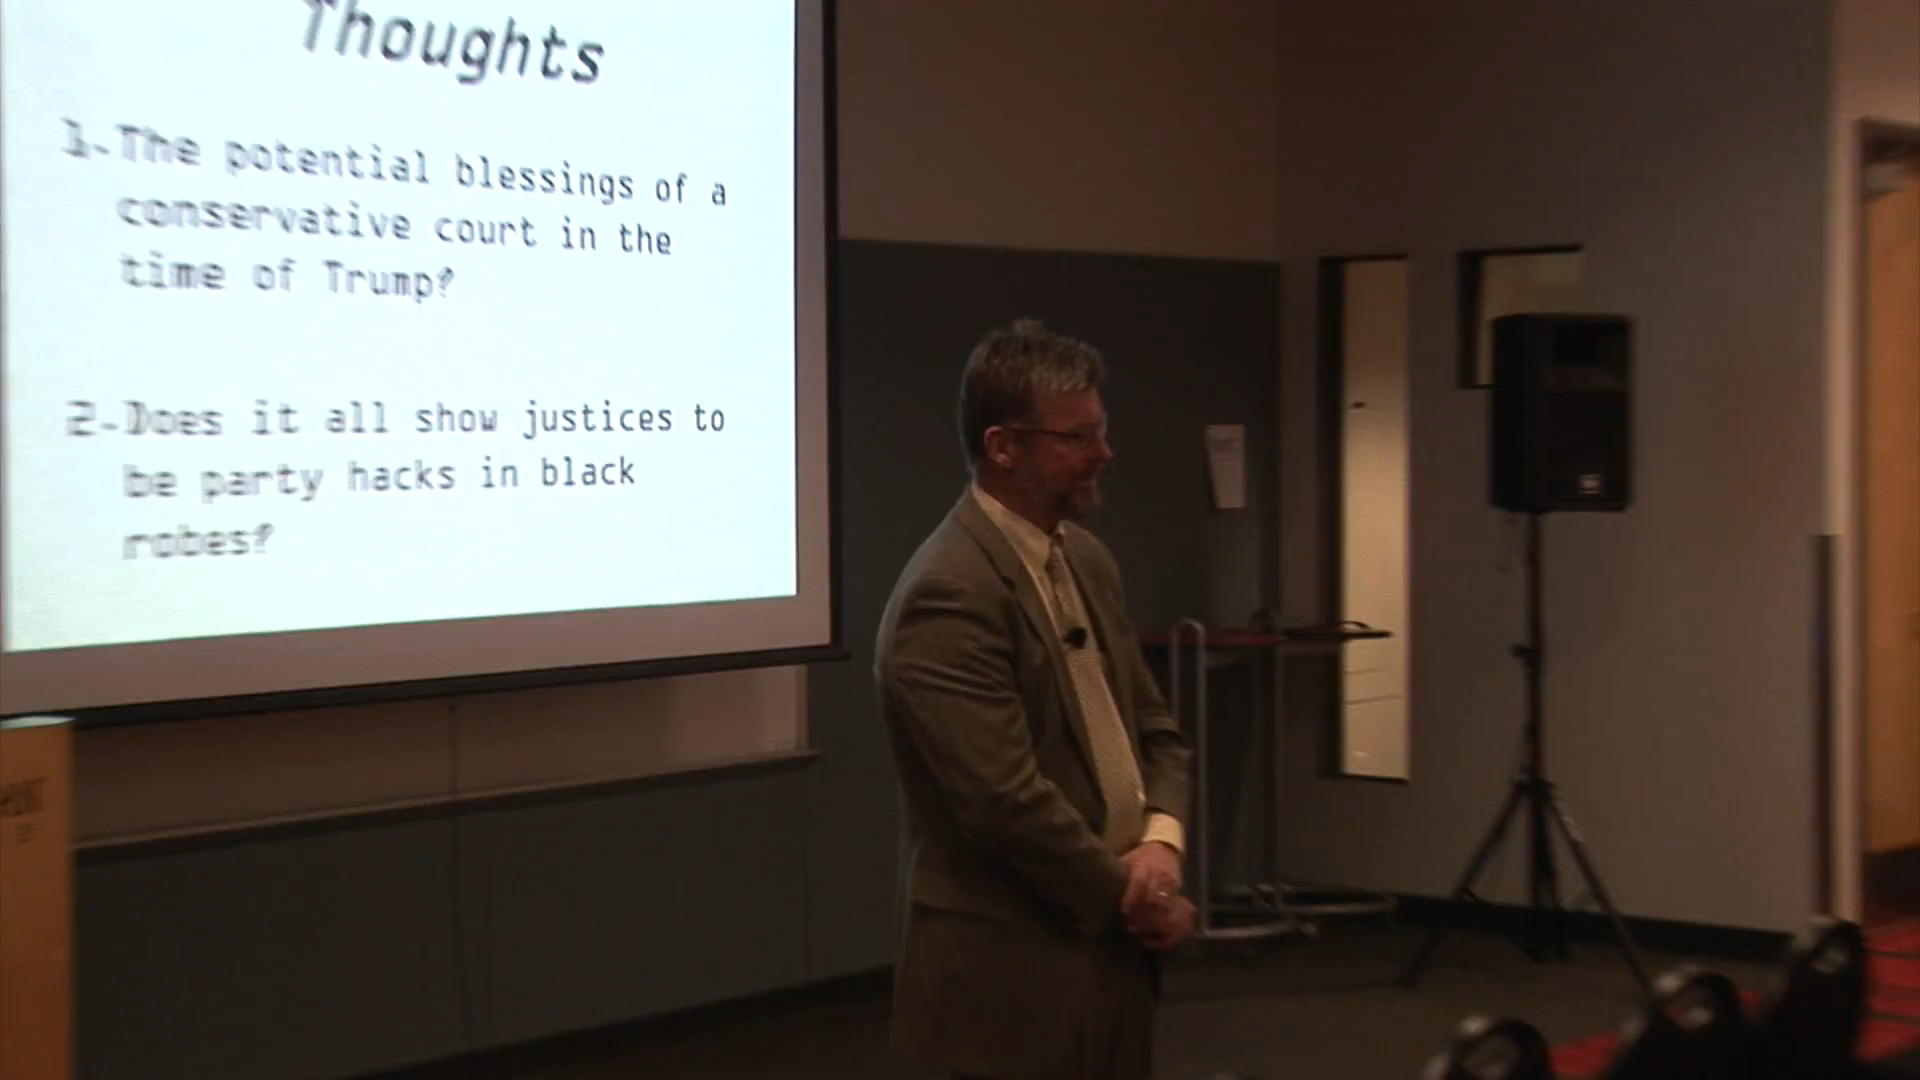 Thoughts
1.The potential blessings of a
conservative court in the
time of Trump?
2.Does it all show justices to
be party hacks in black
robes?